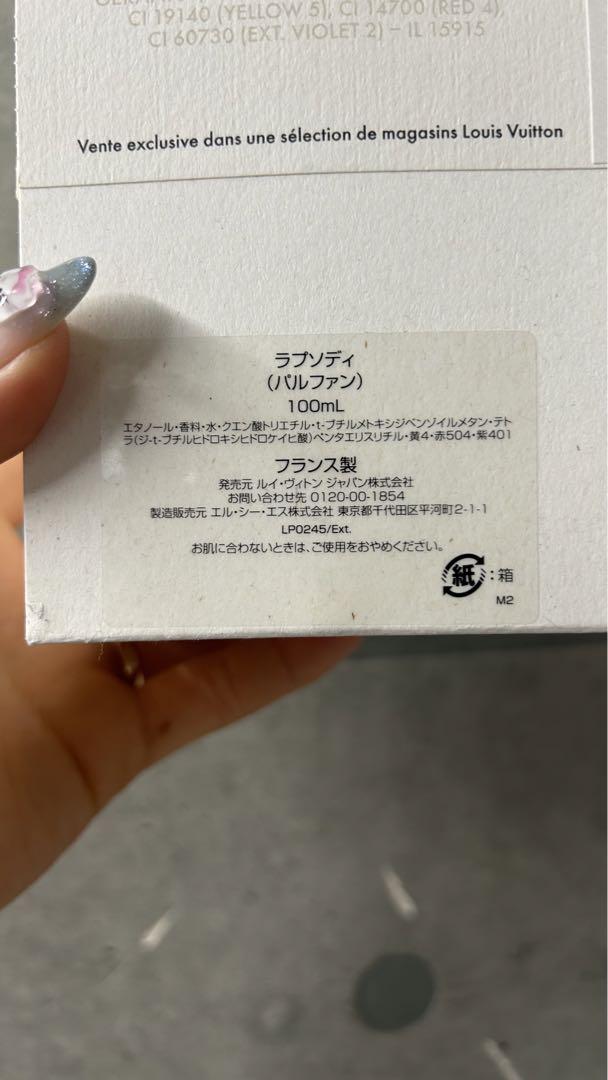 CI 19140 (YELLOW 5), CI 14700 (RED 4),
CI 60730 (EXT. VIOLET 2) – IL 15915
Vente exclusive dans une sélection de magasins Louis Vuitton
ラプソディ
(パルファン)
100mL
エタノール・香料・水・クエン酸トリエチル・t-ブチルメトキシジベンゾイルメタン・テト
ラ(ジ-t-ブチルヒドロキシヒドロケイヒ酸)ペンタエリスリチル・黄4・赤504・紫401
フランス製
発売元 ルイ・ヴィトン ジャパン株式会社
お問い合わせ先 0120-00-1854
製造販売元 エル・シー・エス株式会社 東京都千代田区平河町2-1-1
LP0245/Ext.
お肌に合わないときは、ご使用をおやめください。
紙:箱
M2